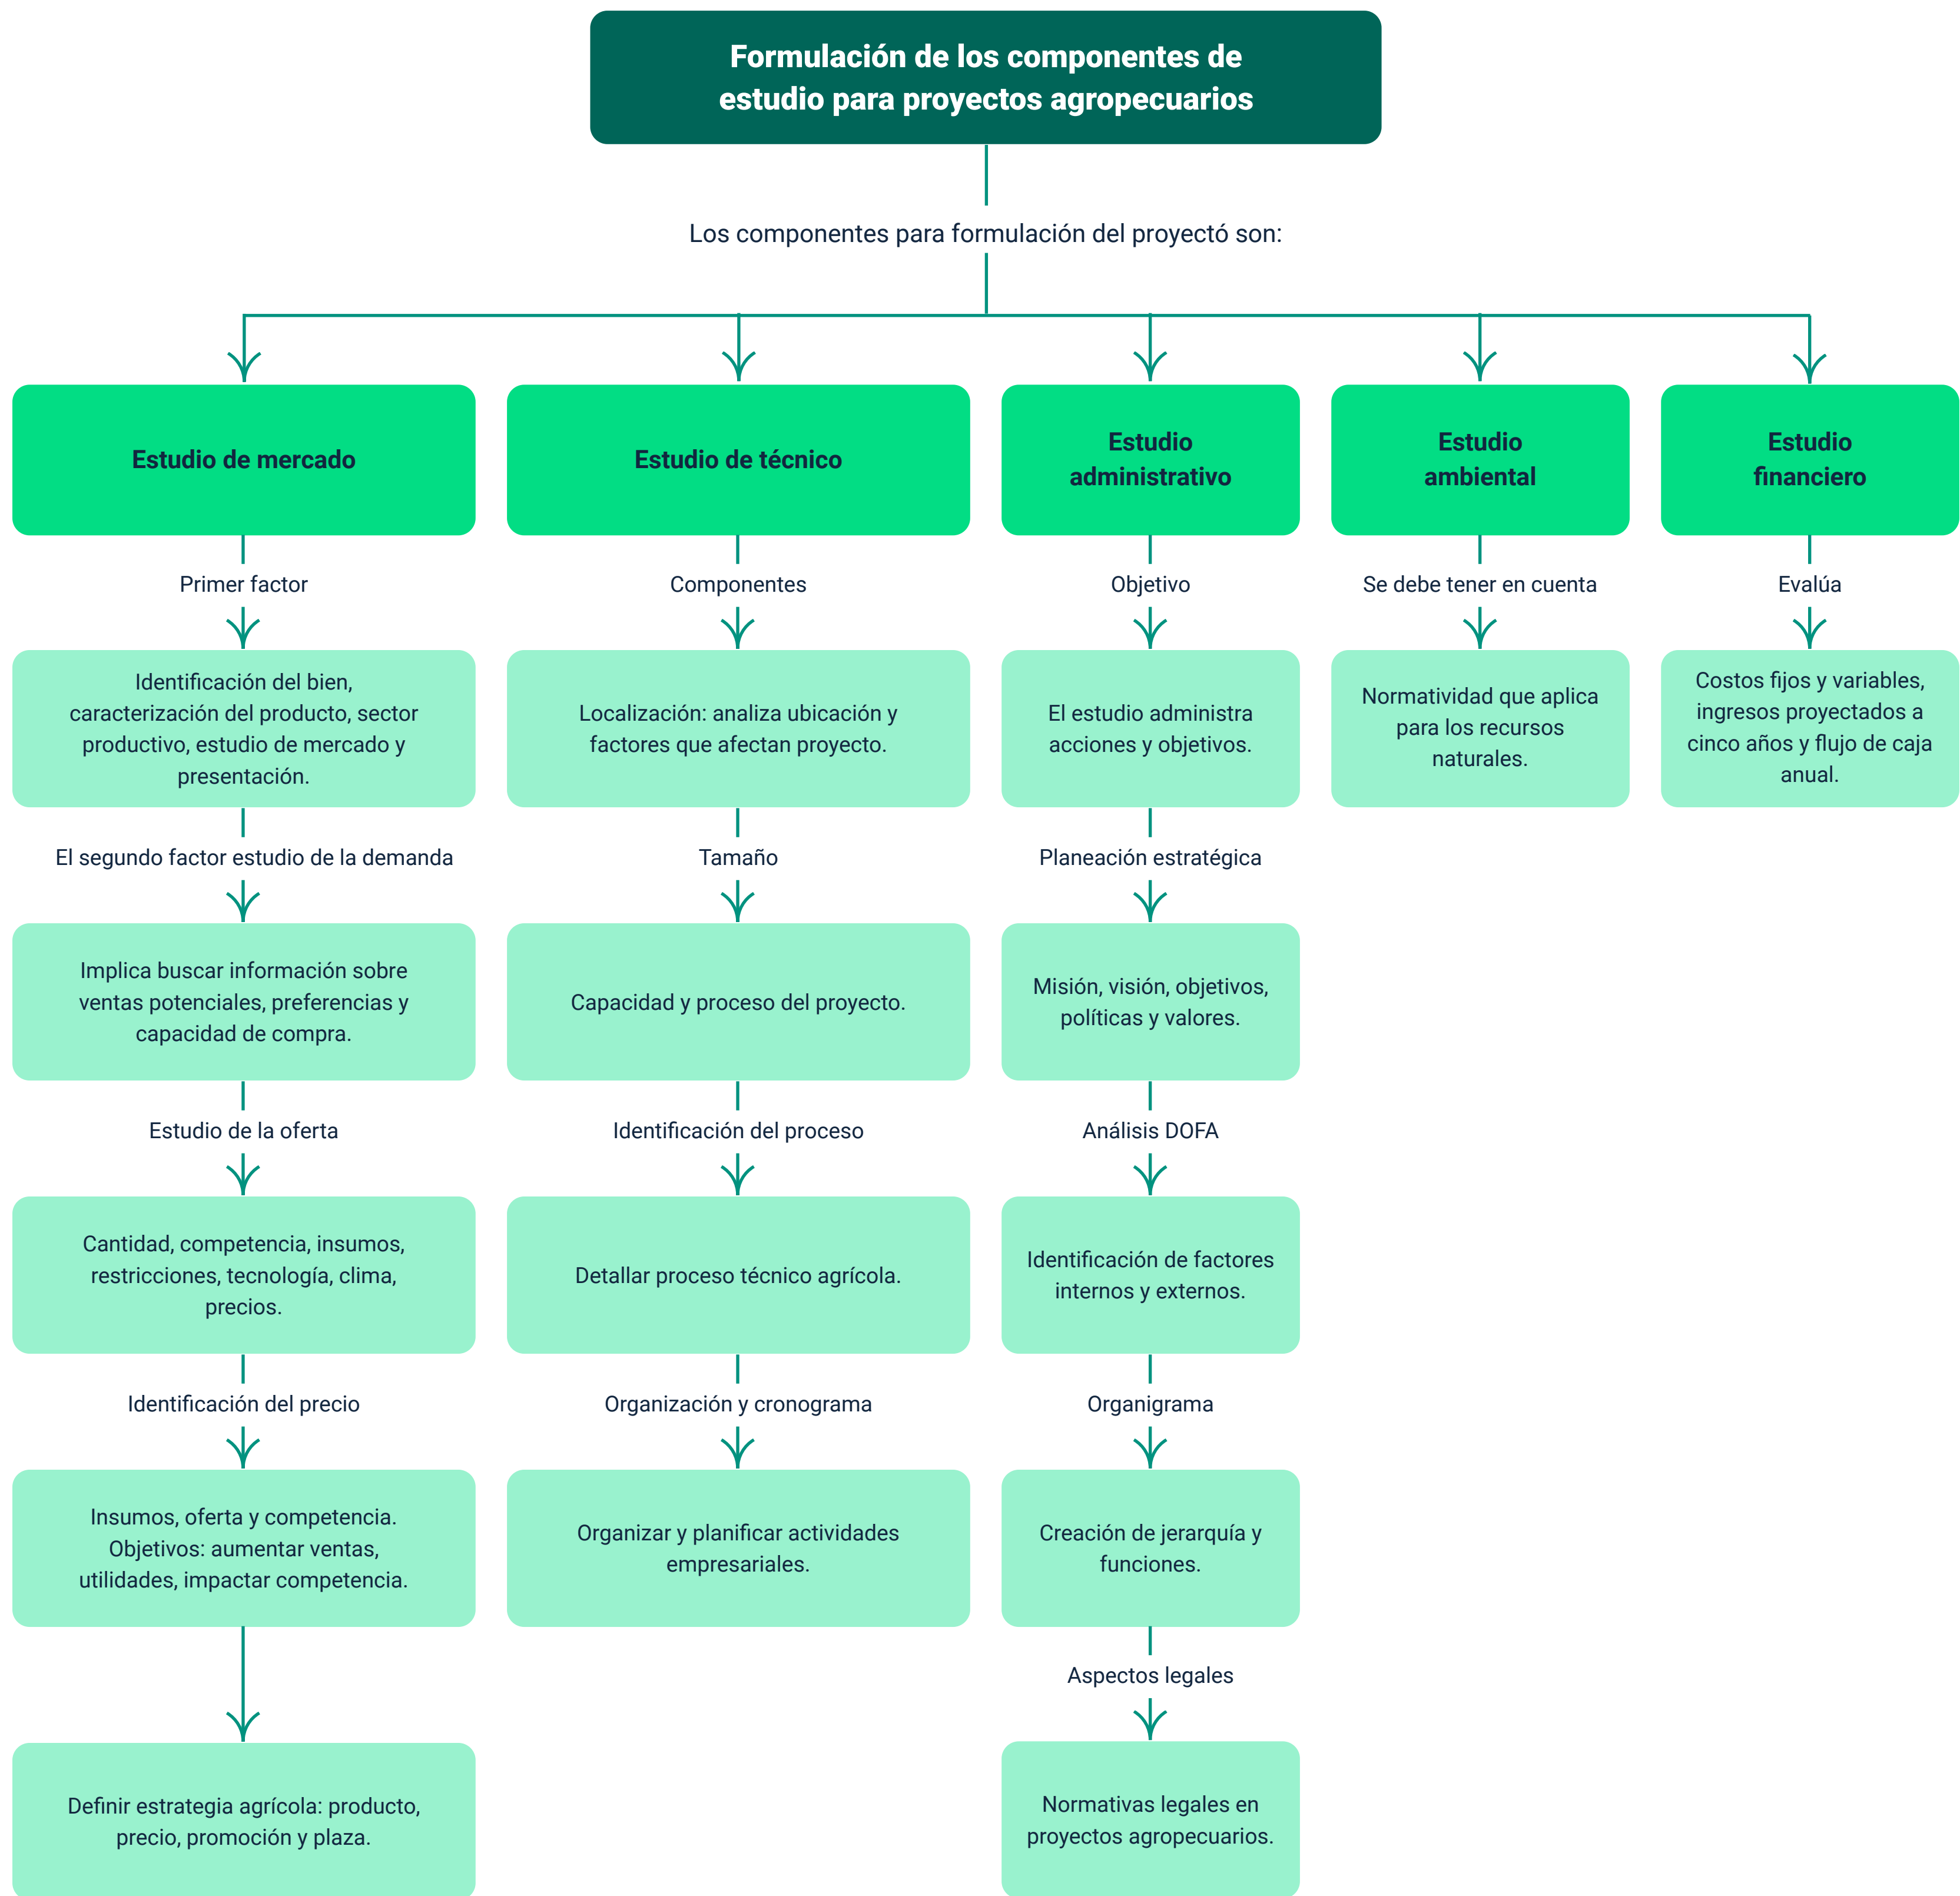 Formulación de los componentes de
estudio para proyectos agropecuarios
Los componentes para formulación del proyectó son:
Estudio de mercado
Primer factor
Identificación del bien,
caracterización del producto, sector
productivo, estudio de mercado y
presentación.
El segundo factor estudio de la demanda
Implica buscar información sobre
ventas potenciales, preferencias y
capacidad de compra.
Estudio de la oferta
Cantidad, competencia, insumos,
restricciones, tecnología, clima,
precios.
Identificación del precio
Insumos, oferta y competencia.
Objetivos: aumentar ventas,
utilidades, impactar competencia.
Definir estrategia agrícola: producto,
precio, promoción y plaza.
Estudio de técnico
Componentes
Localización: analiza ubicación y
factores que afectan proyecto.
Tamaño
Capacidad y proceso del proyecto.
Identificación del proceso
Detallar proceso técnico agrícola.
Organización y cronograma
Organizar y planificar actividades
empresariales.
Estudio
administrativo
Objetivo
El estudio administra
acciones y objetivos.
Planeación estratégica
Misión, visión, objetivos,
políticas y valores.
Análisis DOFA
Identificación de factores
internos y externos.
Organigrama
Creación de jerarquía y
funciones.
Aspectos legales
Normativas legales en
proyectos agropecuarios.
Estudio
ambiental
Se debe tener en cuenta
Normatividad que aplica
para los recursos
naturales.
Estudio
financiero
Evalúa
Costos fijos y variables,
ingresos proyectados a
cinco años y flujo de caja
anual.